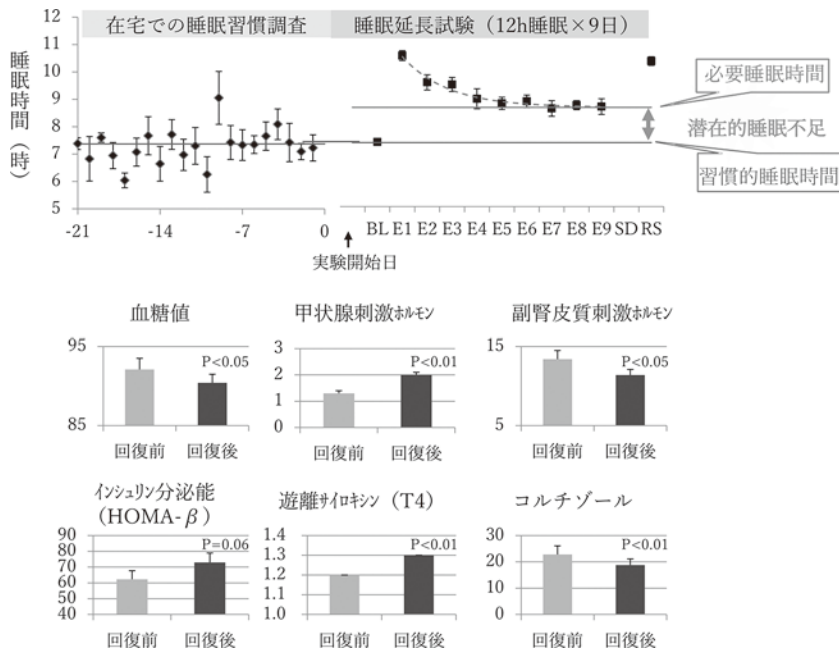 在宅での睡眠習慣調査
睡眠延長試験（12h睡眠×9日）
睡眠時間（時）
11
10
9
8
7
6
5
-21
-14
-7
0
BL E1 E2 E3 E4 E5 E6 E7 E8 E9 SD RS
実験開始日
必要睡眠時間
潜在的睡眠不足
習慣的睡眠時間
血糖値
95
85
P<0.05
回復前 回復後
甲状腺刺激ﾎﾙﾓﾝ
3
2
1
0
P<0.01
回復前 回復後
副腎皮質刺激ﾎﾙﾓﾝ
15
5
P<0.05
回復前 回復後
ｲﾝｼｭﾘﾝ分泌能
(HOMA-β)
90
80
70
60
50
40
P=0.06
回復前 回復後
遊離ｻｲﾛｷｼﾝ (T4)
1.4
1.3
1.2
1.1
1.0
P<0.01
回復前 回復後
コルチゾール
30
20
10
0
P<0.01
回復前 回復後